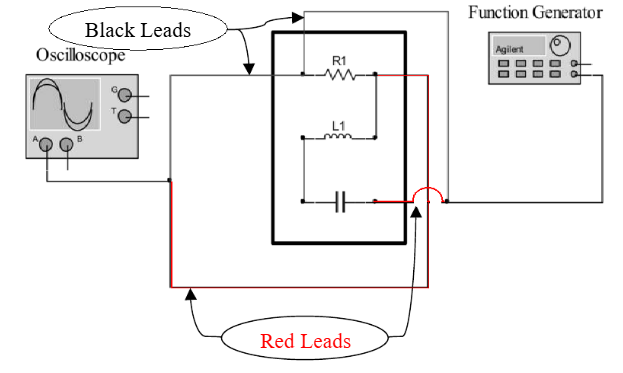 Function Generator
Black Leads
Oscilloscope
Agilent
R1
G
T
L1
A
B
Red Leads